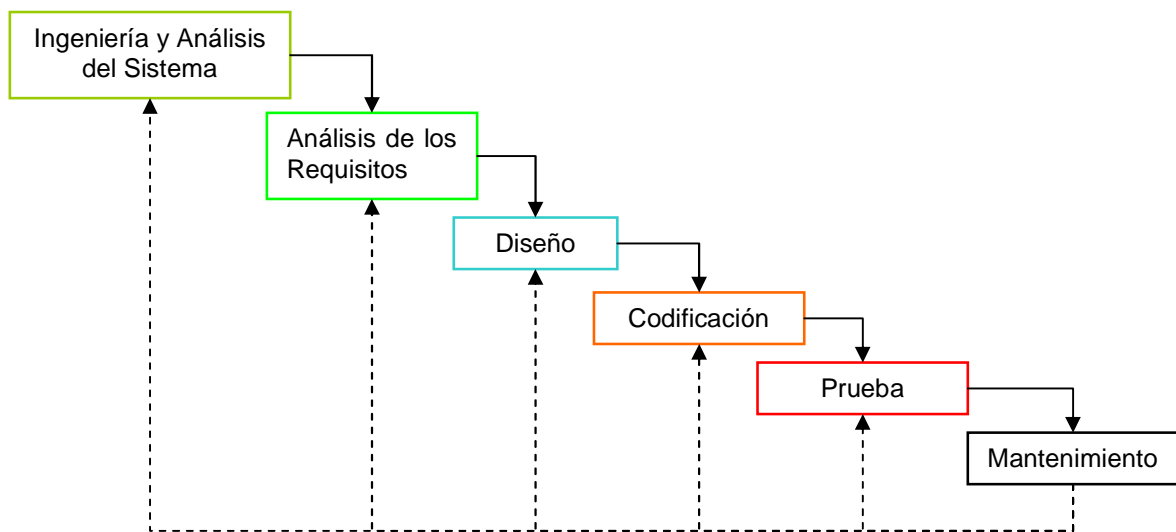 Ingeniería y Análisis
del Sistema
Análisis de los
Requisitos
Diseño
Codificación
Prueba
Mantenimiento